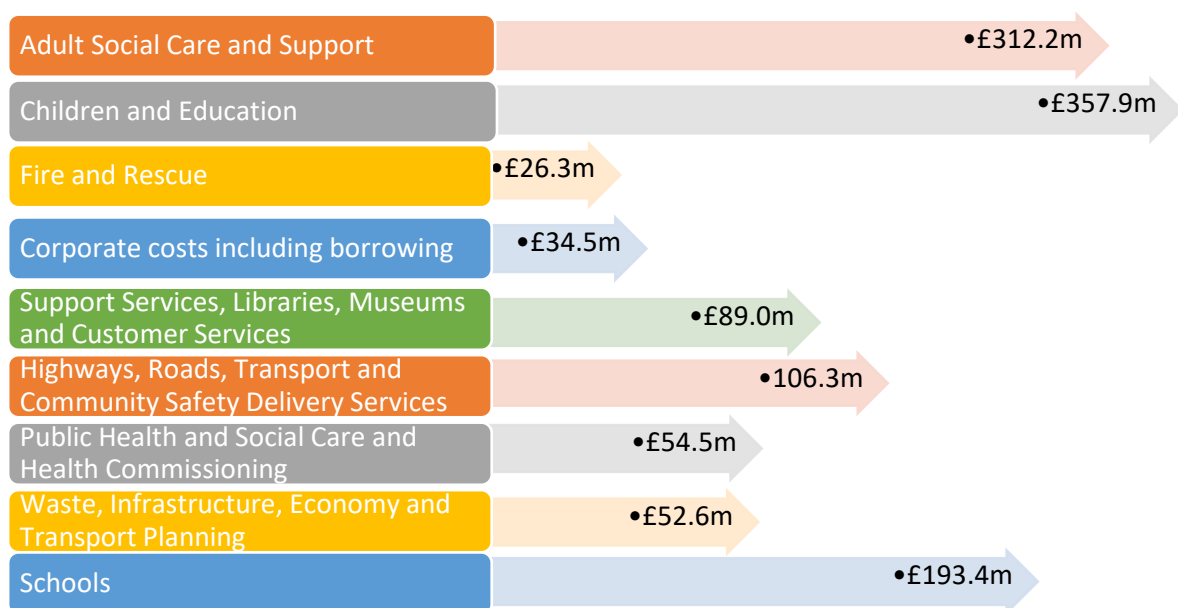 Adult Social Care and Support
•£312.2m
Children and Education
•£357.9m
Fire and Rescue
•£26.3m
Corporate costs including borrowing
•£34.5m
Support Services, Libraries, Museums
and Customer Services
•£89.0m
Highways, Roads, Transport and
Community Safety Delivery Services
•106.3m
Public Health and Social Care and
Health Commissioning
•£54.5m
Waste, Infrastructure, Economy and
Transport Planning
•£52.6m
Schools
•£193.4m